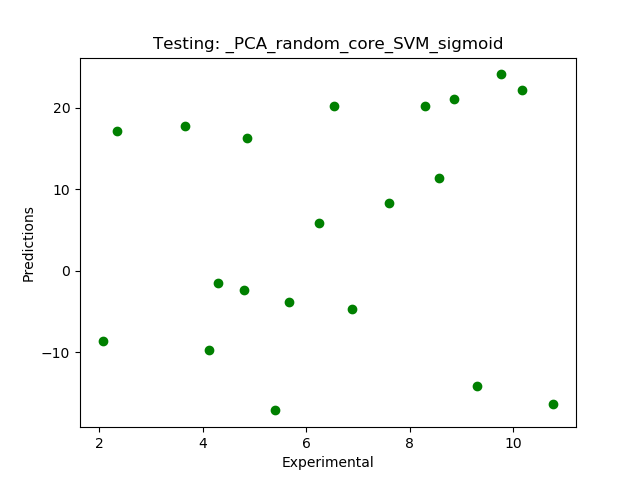 Testing: _PCA_random_core_SVM_sigmoid
20
10
0
−10
Predictions
2 4 6 8 10
Experimental